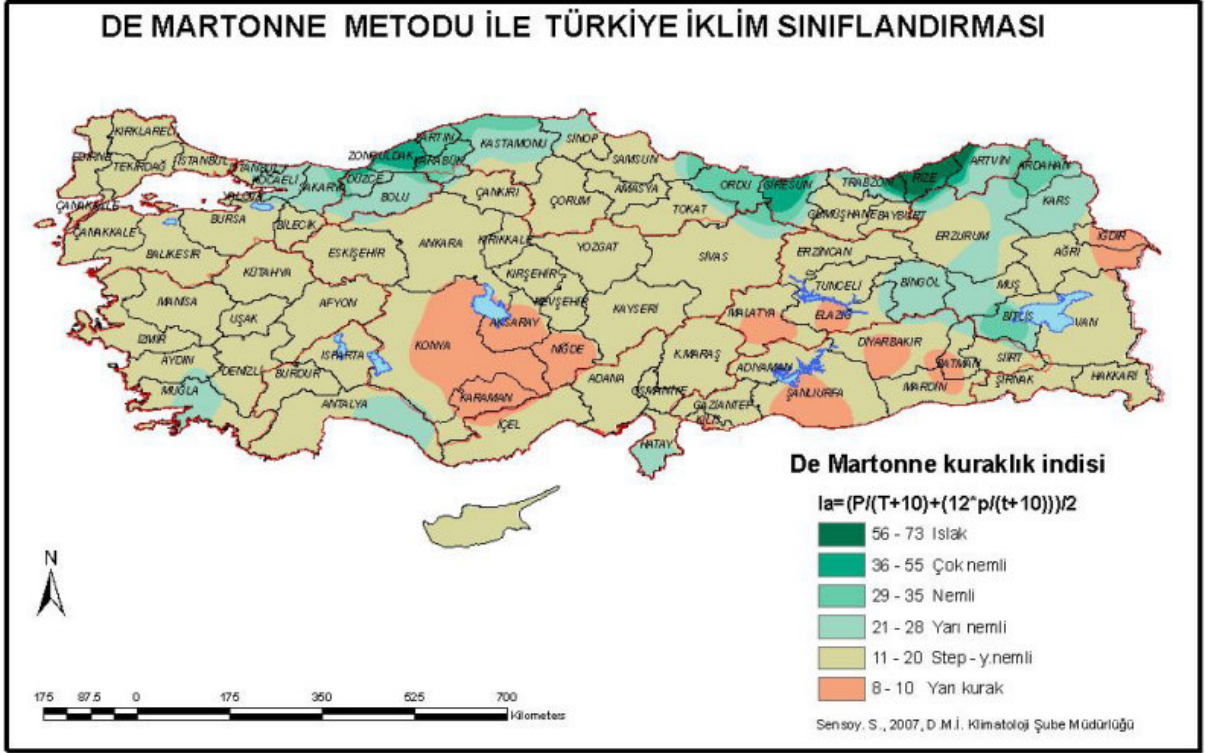 DE MARTONNE METODU İLE TÜRKİYE İKLİM SINIFLANDIRMASI
KIRKLARELİ
EDİRNE
TEKİRDAĞ
İSTANBUL
İSTANBUL
KOCAELİ
YALOVA
SAKARYA
DÜZCE
ZONGULDAK
BARTIN
KARABÜK
KASTAMONU
SİNOP
SAMSUN
BOLU
ÇANKIRI
ÇORUM
AMASYA
TOKAT
ORDU
GİRESUN
TRABZON
RİZE
ARTVİN
ARDAHAN
KARS
GÜMÜŞHANE
BAYBURT
ÇANAKKALE
ÇANAKKALE
BURSA
BİLECİK
BALIKESİR
ESKİŞEHİR
ANKARA
KIRIKKALE
YOZGAT
SİVAS
ERZİNCAN
ERZURUM
IĞDIR
AĞRI
KÜTAHYA
KIRŞEHİR
TUNCELİ
BİNGÖL
MUŞ
MANİSA
UŞAK
AFYON
NEVŞEHİR
KAYSERİ
MALATYA
ELAZIĞ
BİTLİS
VAN
İZMİR
AKSARAY
KONYA
NİĞDE
DİYARBAKIR
AYDIN
DENİZLİ
ISPARTA
BURDUR
K.MARAŞ
ADIYAMAN
BATMAN
SİİRT
ŞIRNAK
HAKKARİ
MUĞLA
ANTALYA
KARAMAN
İÇEL
ADANA
OSMANİYE
GAZİANTEP
KİLİS
ŞANLIURFA
MARDİN
HATAY
De Martonne kuraklık indisi
Ia=(P/(T+10)+(12*p/(t+10)))/2
56 - 73 Islak
36 - 55 Çok nemli
29 - 35 Nemli
21 - 28 Yarı nemli
11 - 20 Step - y.nemli
8 - 10 Yarı kurak
N
175 87.5 0 175 350 525 700
Kilometers
Sensoy. S., 2007, D.M.İ. Klimatoloji Şube Müdürlüğü